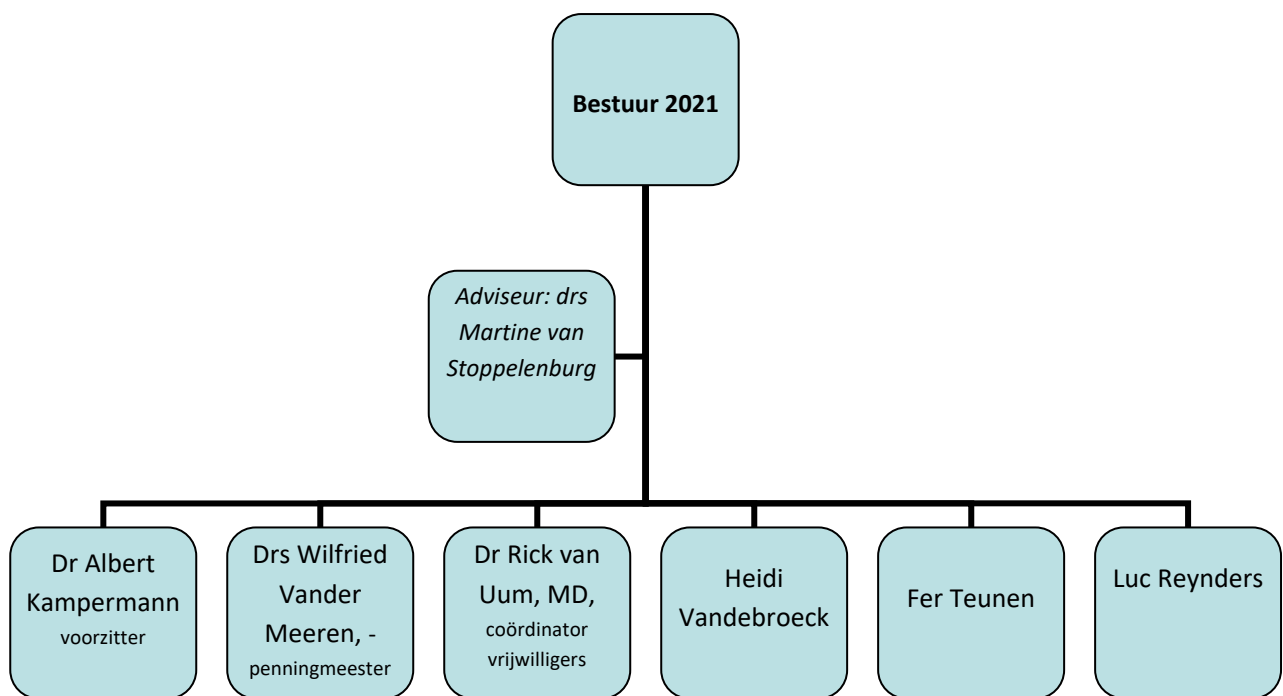 Bestuur 2021
Adviseur: drs
Martine van
Stoppelenburg
Dr Albert
Kampermann
voorzitter
Drs Wilfried
Vander
Meeren, -
penningmeester
Dr Rick van
Uum, MD,
coördinator
vrijwilligers
Heidi
Vandebroeck
Fer Teunen
Luc Reynders